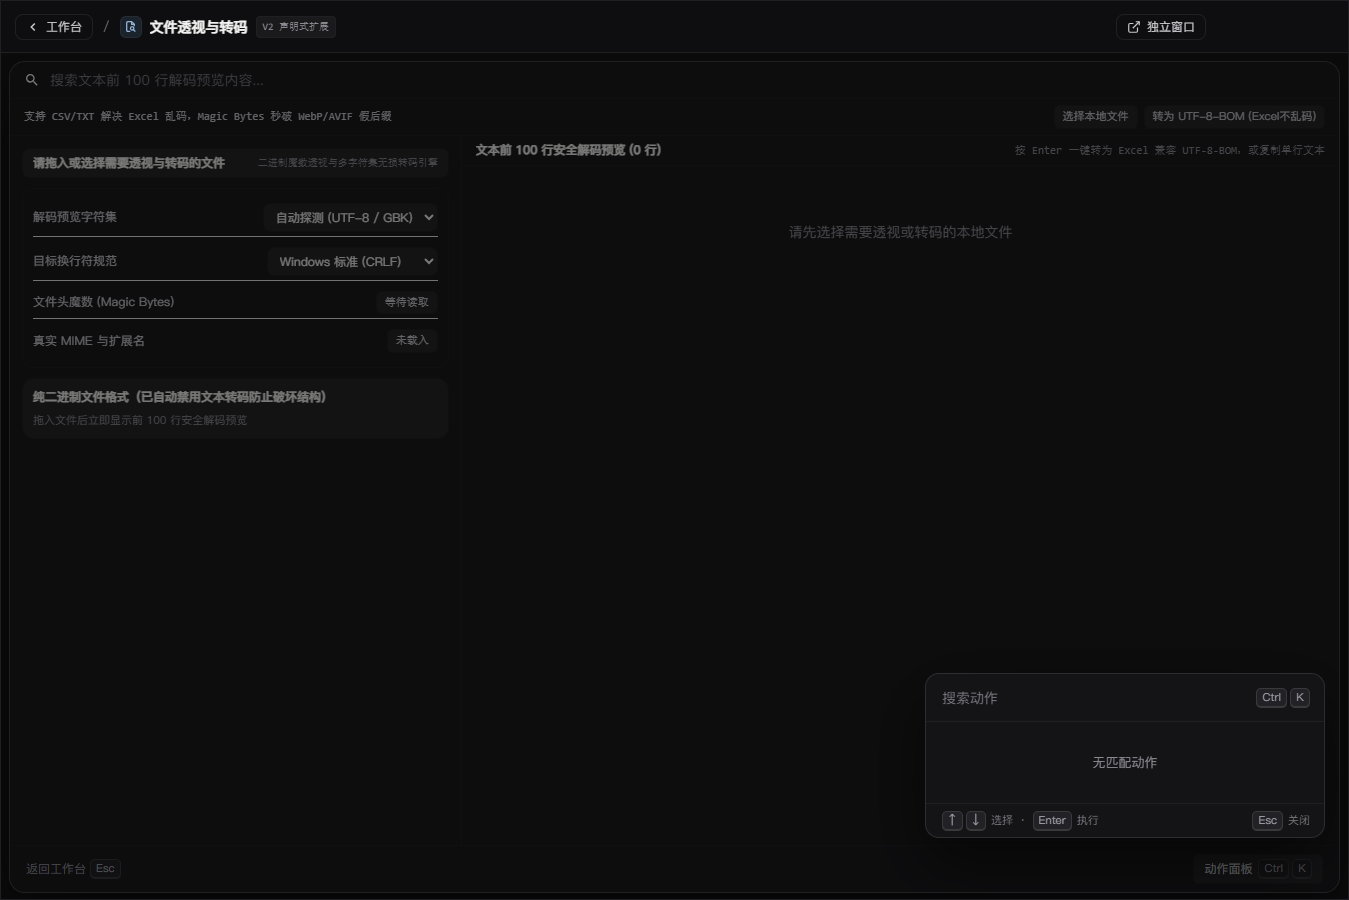 工作台 / 文件透视与转码 V2 声明式扩展 独立窗口
搜索文本前 100 行解码预览内容...
支持 CSV/TXT 解决 Excel 乱码，Magic Bytes 秒破 WebP/AVIF 假后缀 选择本地文件 转为 UTF-8-BOM (Excel不乱码)
请拖入或选择需要透视与转码的文件 二进制魔数透视与多字符集无损转码引擎
解码预览字符集 自动探测 (UTF-8 / GBK)
目标换行符规范 Windows 标准 (CRLF)
文件头魔数 (Magic Bytes) 等待读取
真实 MIME 与扩展名 未载入
纯二进制文件格式（已自动禁用文本转码防止破坏结构）
拖入文件后立即显示前 100 行安全解码预览
文本前 100 行安全解码预览 (0 行) 按 Enter 一键转为 Excel 兼容 UTF-8-BOM，或复制单行文本
请先选择需要透视或转码的本地文件
搜索动作 Ctrl K
无匹配动作
↑ ↓ 选择 · Enter 执行 Esc 关闭
返回工作台 Esc 动作面板 Ctrl K